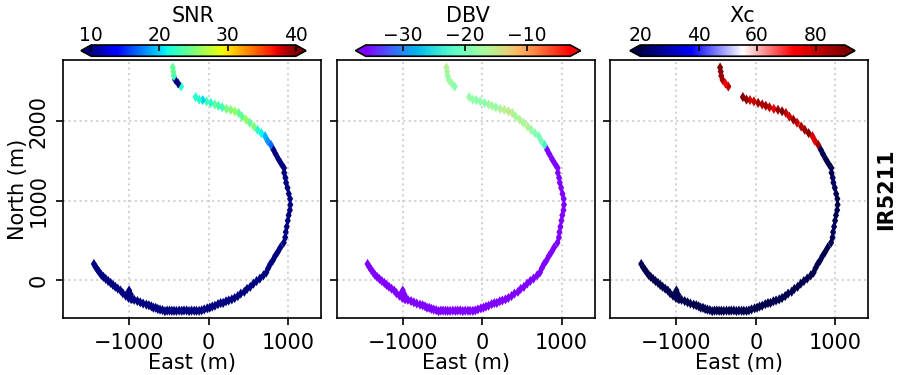 SNR DBV Xc
10 20 30 40 −30 −20 −10 20 40 60 80
2000
1000
0
North (m)
−1000 0 1000 −1000 0 1000 −1000 0 1000
East (m) East (m) East (m)
IR5211